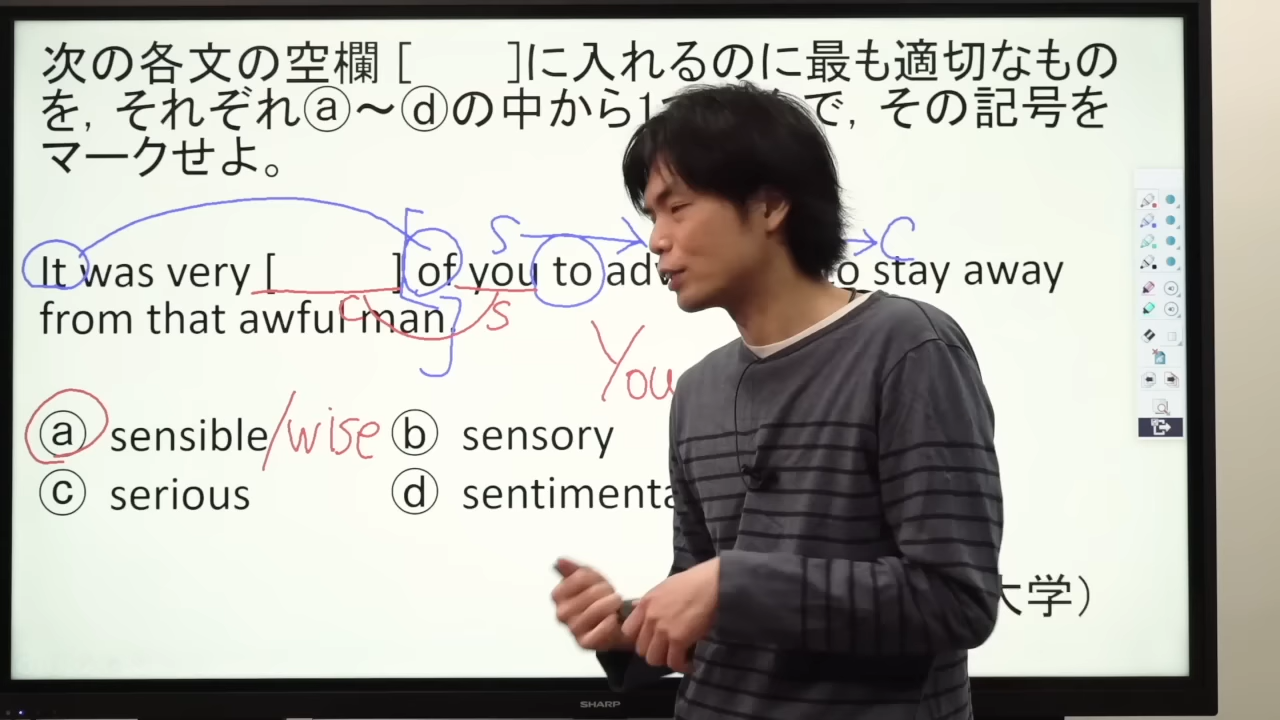 次の各文の空欄 [ ]に入れるのに最も適切なもの
を, それぞれⓐ～ⓓの中から1 で, その記号を
マークせよ。
S C
It was very [ ] of you to stay away
C S
from that awful man.
You
ⓐ sensible/wise ⓑ sensory
ⓒ serious ⓓ
大学）
SHARP